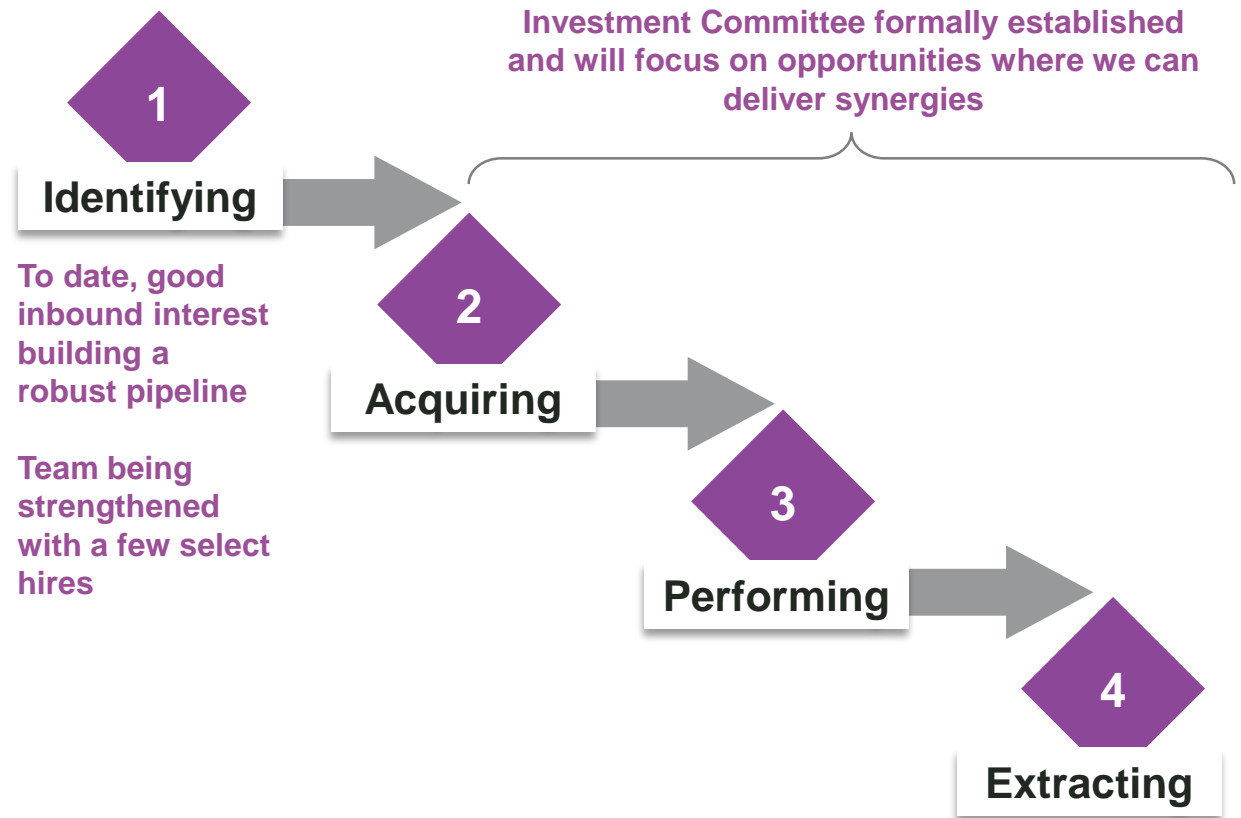 Investment Committee formally established
and will focus on opportunities where we can
deliver synergies
1
Identifying
To date, good
inbound interest
building a
robust pipeline
Team being
strengthened
with a few select
hires
2
Acquiring
3
Performing
4
Extracting